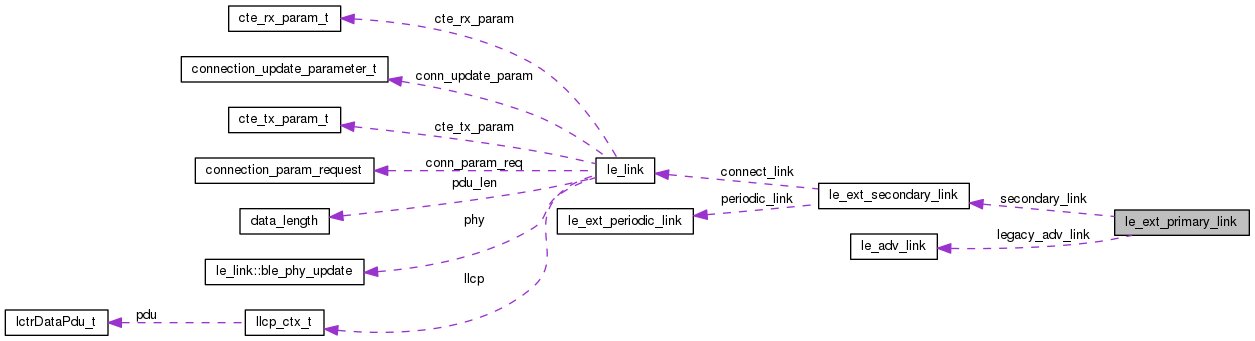 cte_rx_param_t
cte_rx_param
connection_update_parameter_t
conn_update_param
cte_tx_param_t
cte_tx_param
connection_param_request
conn_param_req
le_link
connect_link
pdu_len
le_ext_secondary_link
secondary_link
periodic_link
data_length
phy
le_ext_periodic_link
le_ext_primary_link
legacy_adv_link
le_adv_link
le_link::ble_phy_update
llcp
lctrDataPdu_t
pdu
llcp_ctx_t